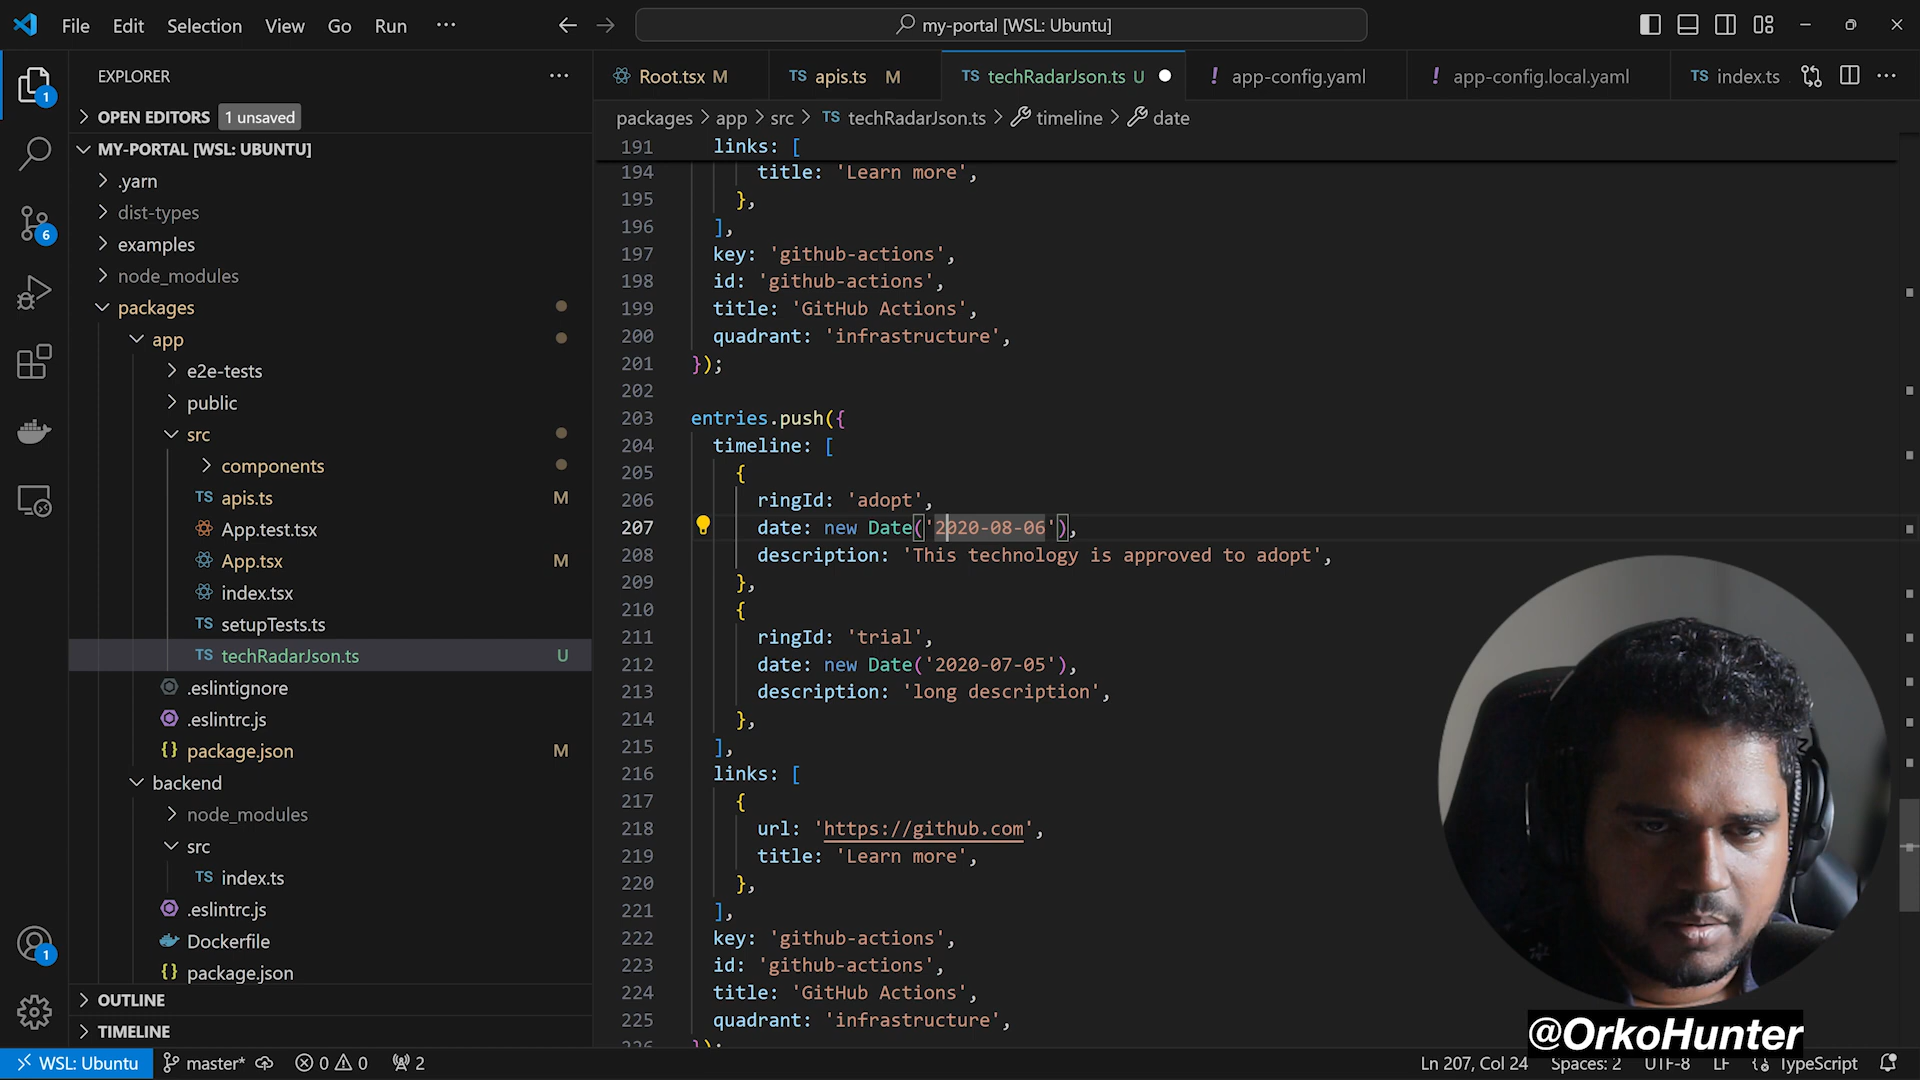 File Edit Selection View Go Run ···
my-portal [WSL: Ubuntu]
EXPLORER
OPEN EDITORS 1 unsaved
MY-PORTAL [WSL: UBUNTU]
.yarn
dist-types
examples
node_modules
packages
app
e2e-tests
public
src
components
TS apis.ts M
App.test.tsx
App.tsx M
index.tsx
TS setupTests.ts
TS techRadarJson.ts U
.eslintignore
.eslintrc.js
{} package.json M
backend
node_modules
src
TS index.ts
.eslintrc.js
Dockerfile
{} package.json
OUTLINE
TIMELINE
1
6
1
Root.tsx M
TS apis.ts M
TS techRadarJson.ts U
! app-config.yaml
! app-config.local.yaml
TS index.ts
packages > app > src > TS techRadarJson.ts > timeline > date
191 links: [
194 title: 'Learn more',
195 },
196 ],
197 key: 'github-actions',
198 id: 'github-actions',
199 title: 'GitHub Actions',
200 quadrant: 'infrastructure',
201 });
202
203 entries.push({
204 timeline: [
205 {
206 ringId: 'adopt',
207 date: new Date('2020-08-06'),
208 description: 'This technology is approved to adopt',
209 },
210 {
211 ringId: 'trial',
212 date: new Date('2020-07-05'),
213 description: 'long description',
214 },
215 ],
216 links: [
217 {
218 url: 'https://github.com',
219 title: 'Learn more',
220 },
221 ],
222 key: 'github-actions',
223 id: 'github-actions',
224 title: 'GitHub Actions',
225 quadrant: 'infrastructure',
226 });
@OrkoHunter
WSL: Ubuntu master* 0 0 2
Ln 207, Col 24 Spaces: 2 UTF-8 LF {} TypeScript